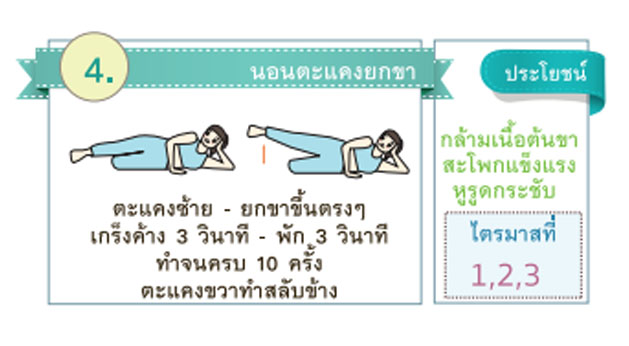 4.
นอนตะแคงยกขา
ตะแคงซ้าย - ยกขาขึ้นตรงๆ
เกร็งค้าง 3 วินาที - พัก 3 วินาที
ทำจนครบ 10 ครั้ง
ตะแคงขวาทำสลับข้าง
ประโยชน์
กล้ามเนื้อต้นขา
สะโพกแข็งแรง
หูรูดกระชับ
ไตรมาสที่
1,2,3